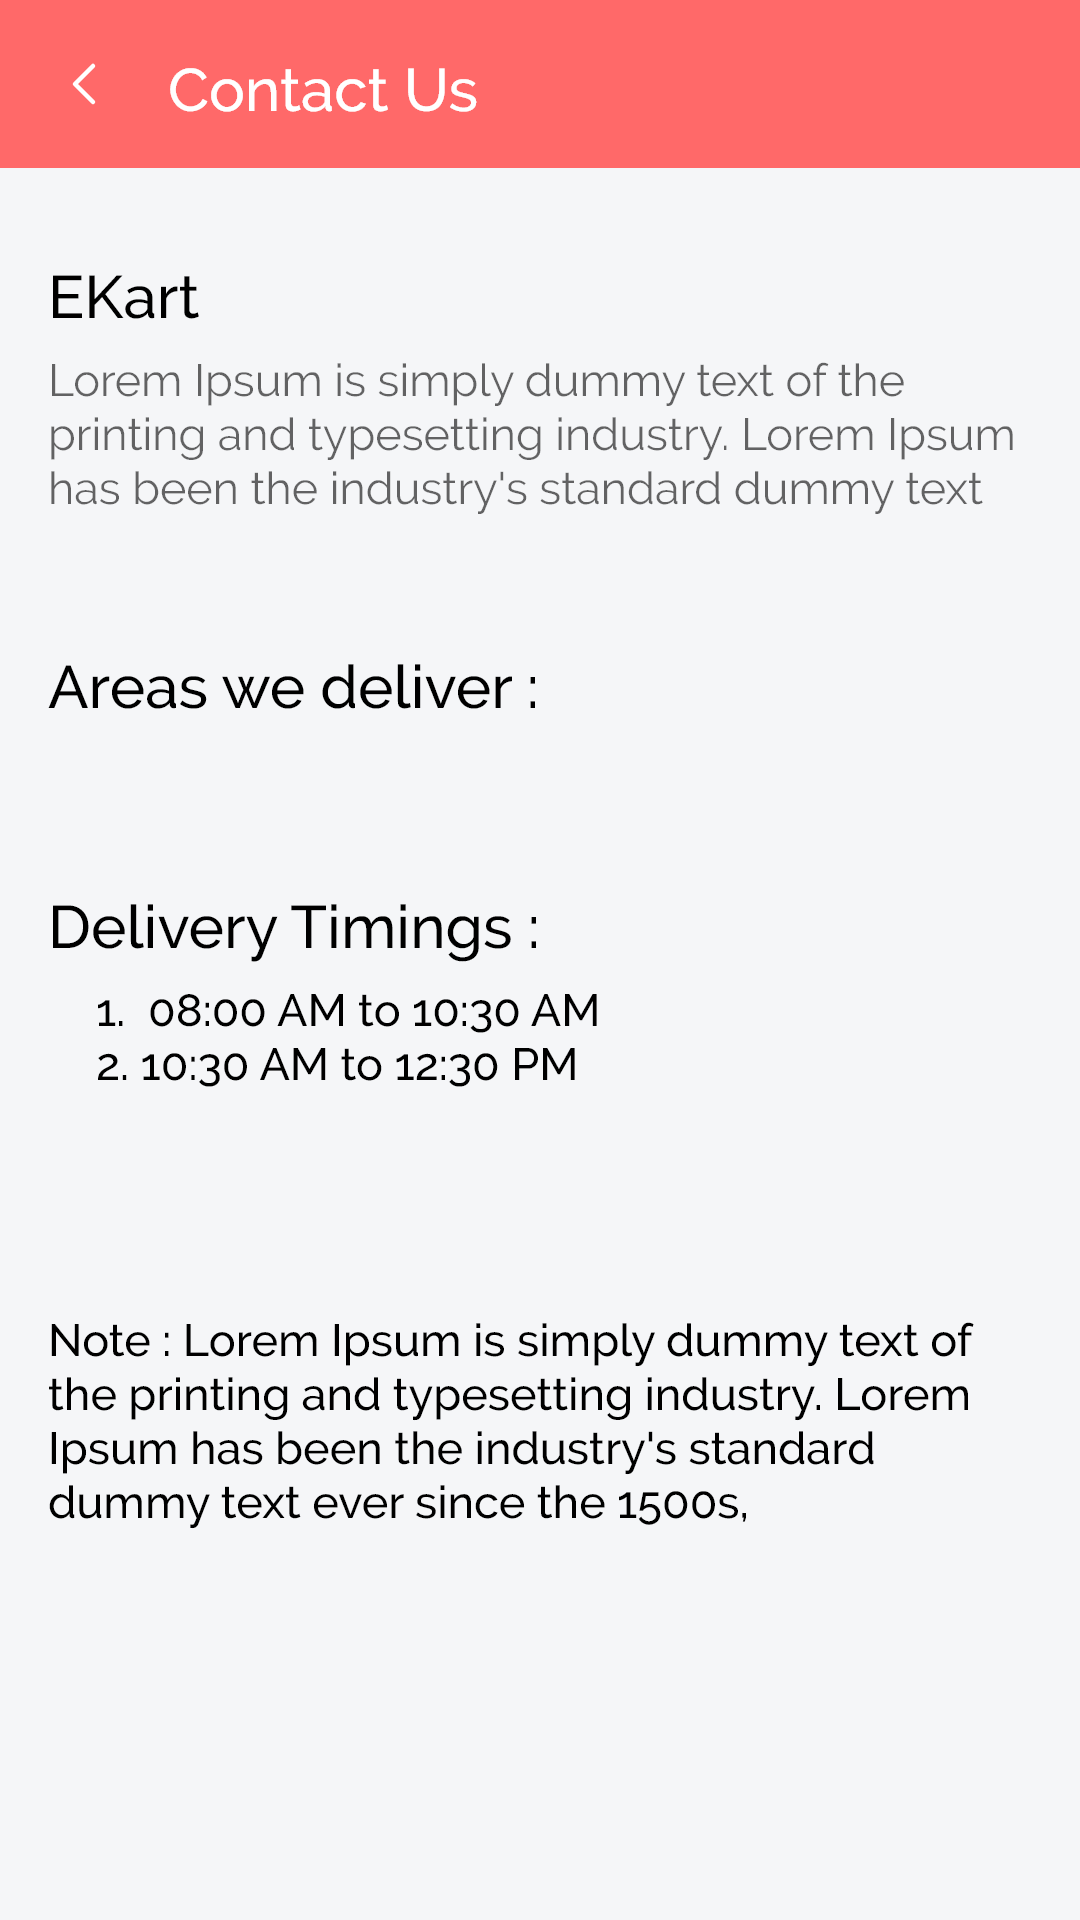 Contact Us
EKart
Lorem Ipsum is simply dummy text of the
printing and typesetting industry. Lorem Ipsum
has been the industry's standard dummy text
Areas we deliver :
Delivery Timings :
1.  08:00 AM to 10:30 AM
2. 10:30 AM to 12:30 PM
Note : Lorem Ipsum is simply dummy text of
the printing and typesetting industry. Lorem
Ipsum has been the industry's standard
dummy text ever since the 1500s,